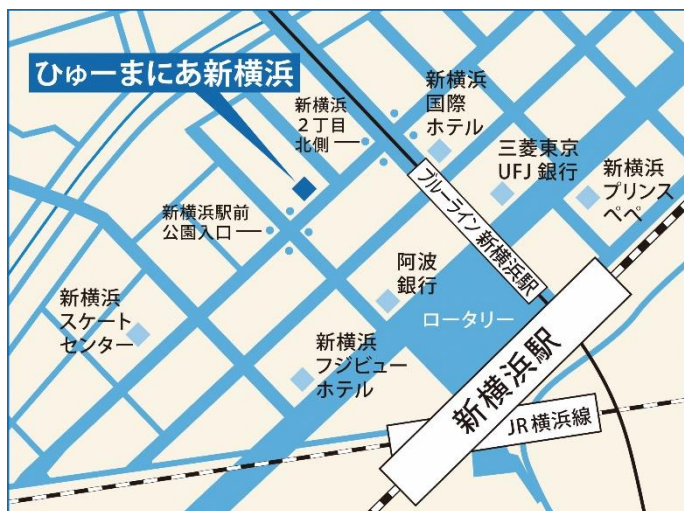 ひゅーまにあ新横浜
新横浜
2丁目
北側
新横浜
国際
ホテル
三菱東京
UFJ銀行
新横浜
プリンス
ペペ
新横浜駅前
公園入口
ブルーライン新横浜駅
阿波
銀行
ロータリー
新横浜
スケート
センター
新横浜
フジビュー
ホテル
新横浜駅
JR横浜線